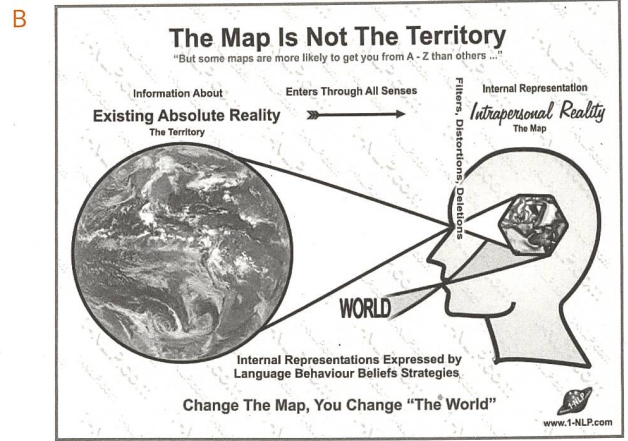 B
The Map Is Not The Territory
"But some maps are more likely to get you from A - Z than others ..."
Information About
Existing Absolute Reality
The Territory
Enters Through All Senses
Filters, Distortions, Deletions
Internal Representation
Intrapersonal Reality
The Map
WORLD
Internal Representations Expressed by
Language Behaviour Beliefs Strategies
Change The Map, You Change "The World"
1-NLP
www.1-NLP.com